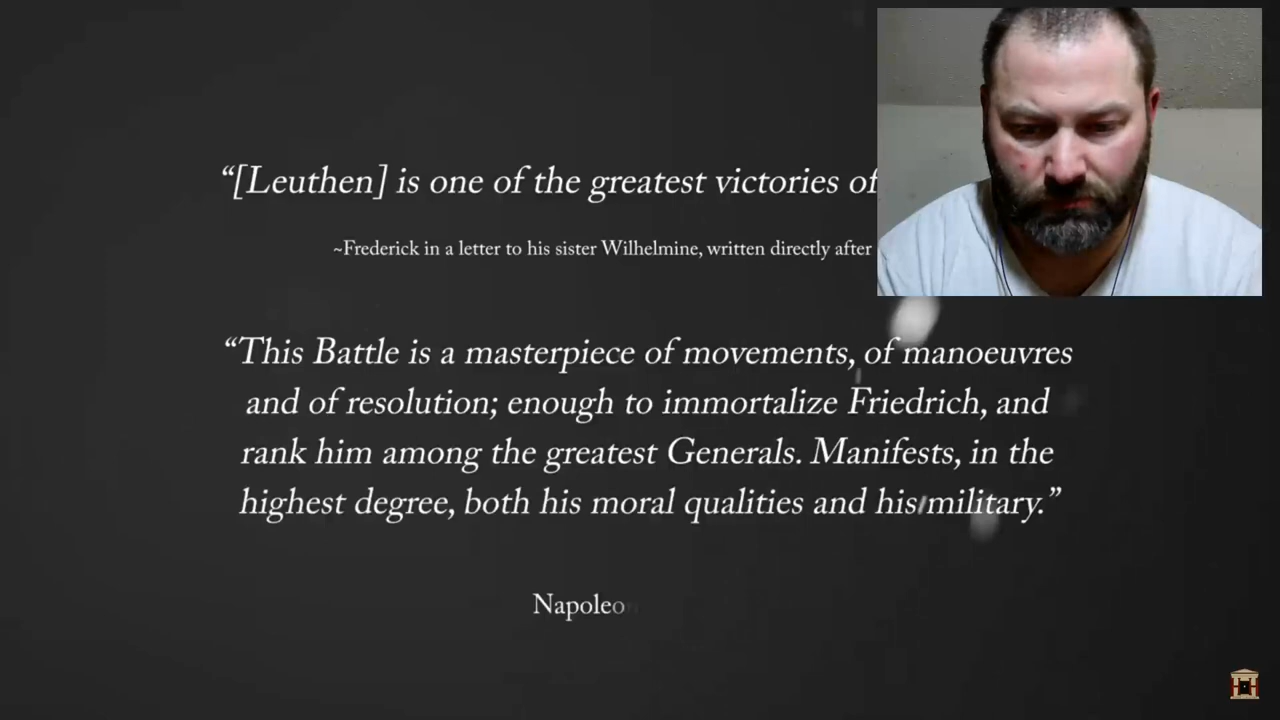 “[Leuthen] is one of the greatest victories of
~Frederick in a letter to his sister Wilhelmine, written directly after
“This Battle is a masterpiece of movements, of manoeuvres
and of resolution; enough to immortalize Friedrich, and
rank him among the greatest Generals. Manifests, in the
highest degree, both his moral qualities and his military.”
Napoleo